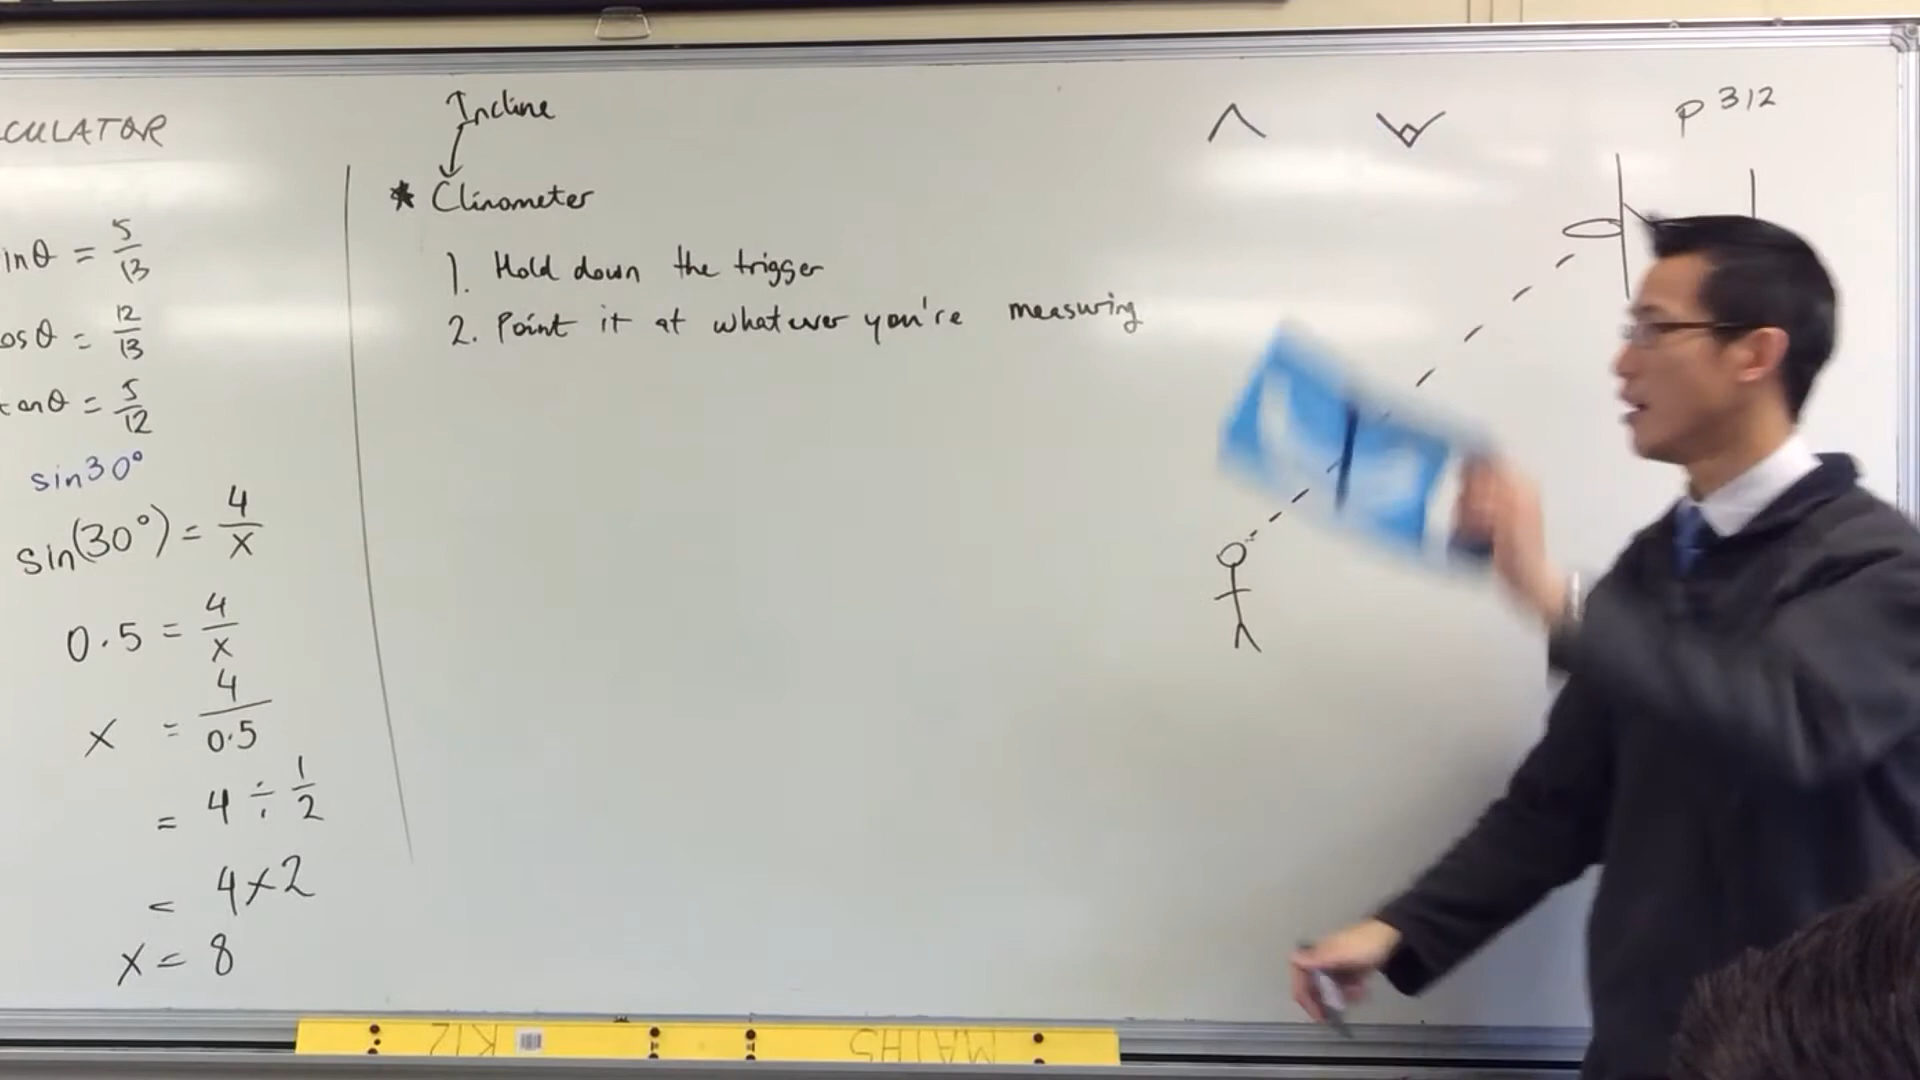 CULATOR
inθ = 5/13
osθ = 12/13
tanθ = 5/12
sin30°
sin(30°) = 4/x
0.5 = 4/x
x = 4/0.5
= 4 ÷ 1/2
= 4×2
x = 8
Incline
* Clinometer
1. Hold down the trigger
2. Point it at whatever you're measuring
p 312
MATHS
K12